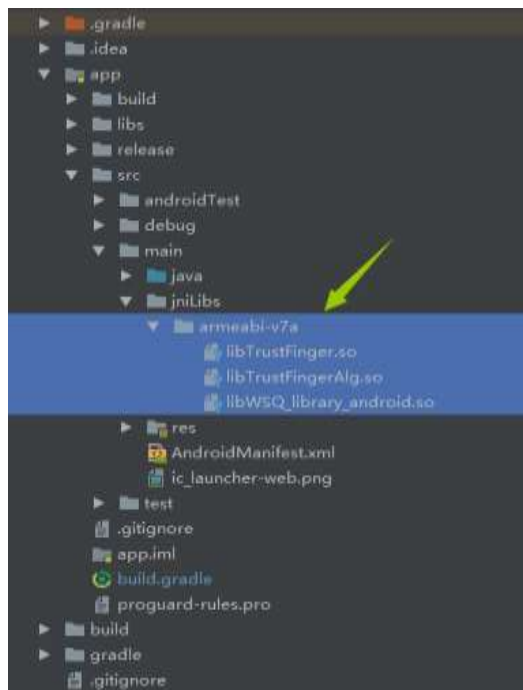 .gradle
.idea
app
build
libs
release
src
androidTest
debug
main
java
jniLibs
armeabi-v7a
libTrustFinger.so
libTrustFingerAlg.so
libWSQ_library_android.so
res
AndroidManifest.xml
ic_launcher-web.png
test
.gitignore
app.iml
build.gradle
proguard-rules.pro
build
gradle
.gitignore